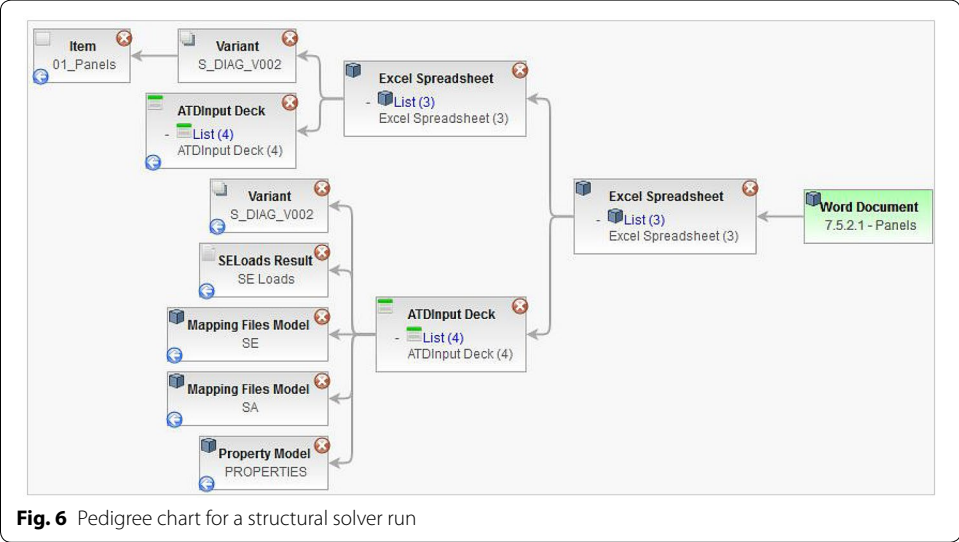 Item
01_Panels
Variant
S_DIAG_V002
Excel Spreadsheet
- List (3)
Excel Spreadsheet (3)
ATDInput Deck
- List (4)
ATDInput Deck (4)
Variant
S_DIAG_V002
Excel Spreadsheet
- List (3)
Excel Spreadsheet (3)
Word Document
7.5.2.1 - Panels
SELoads Result
SE Loads
ATDInput Deck
- List (4)
ATDInput Deck (4)
Mapping Files Model
SE
Mapping Files Model
SA
Property Model
PROPERTIES
Fig. 6 Pedigree chart for a structural solver run